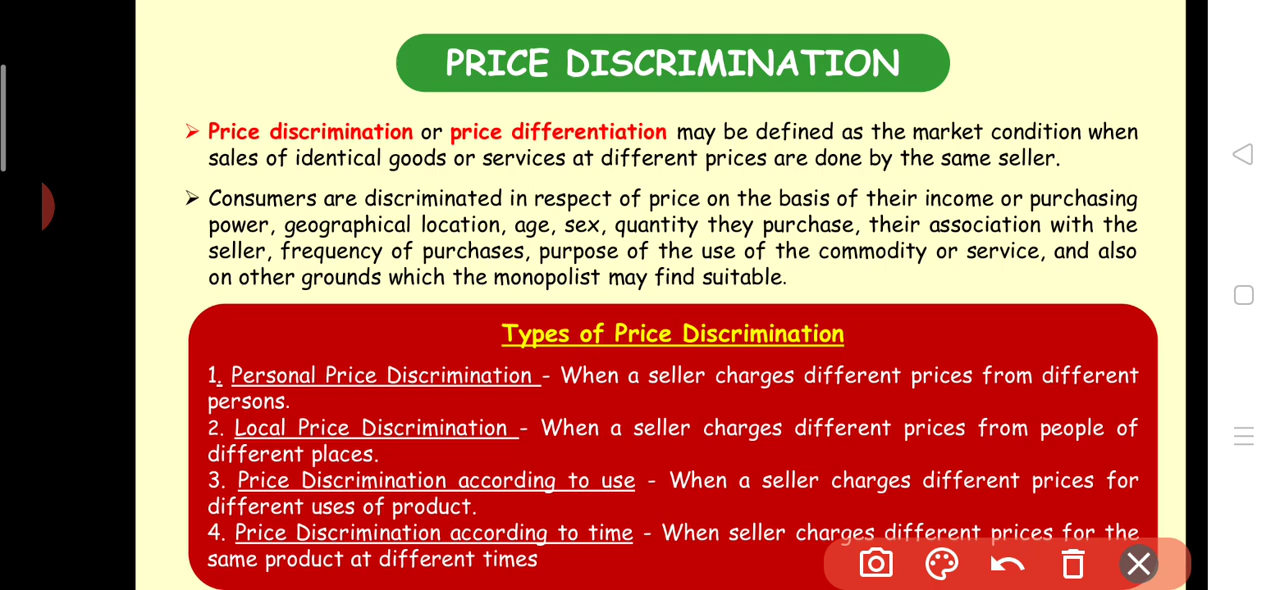 PRICE DISCRIMINATION
➢ Price discrimination or price differentiation may be defined as the market condition when
sales of identical goods or services at different prices are done by the same seller.
➢ Consumers are discriminated in respect of price on the basis of their income or purchasing
power, geographical location, age, sex, quantity they purchase, their association with the
seller, frequency of purchases, purpose of the use of the commodity or service, and also
on other grounds which the monopolist may find suitable.
Types of Price Discrimination
1. Personal Price Discrimination - When a seller charges different prices from different
persons.
2. Local Price Discrimination - When a seller charges different prices from people of
different places.
3. Price Discrimination according to use - When a seller charges different prices for
different uses of product.
4. Price Discrimination according to time - When seller charges different prices for the
same product at different times